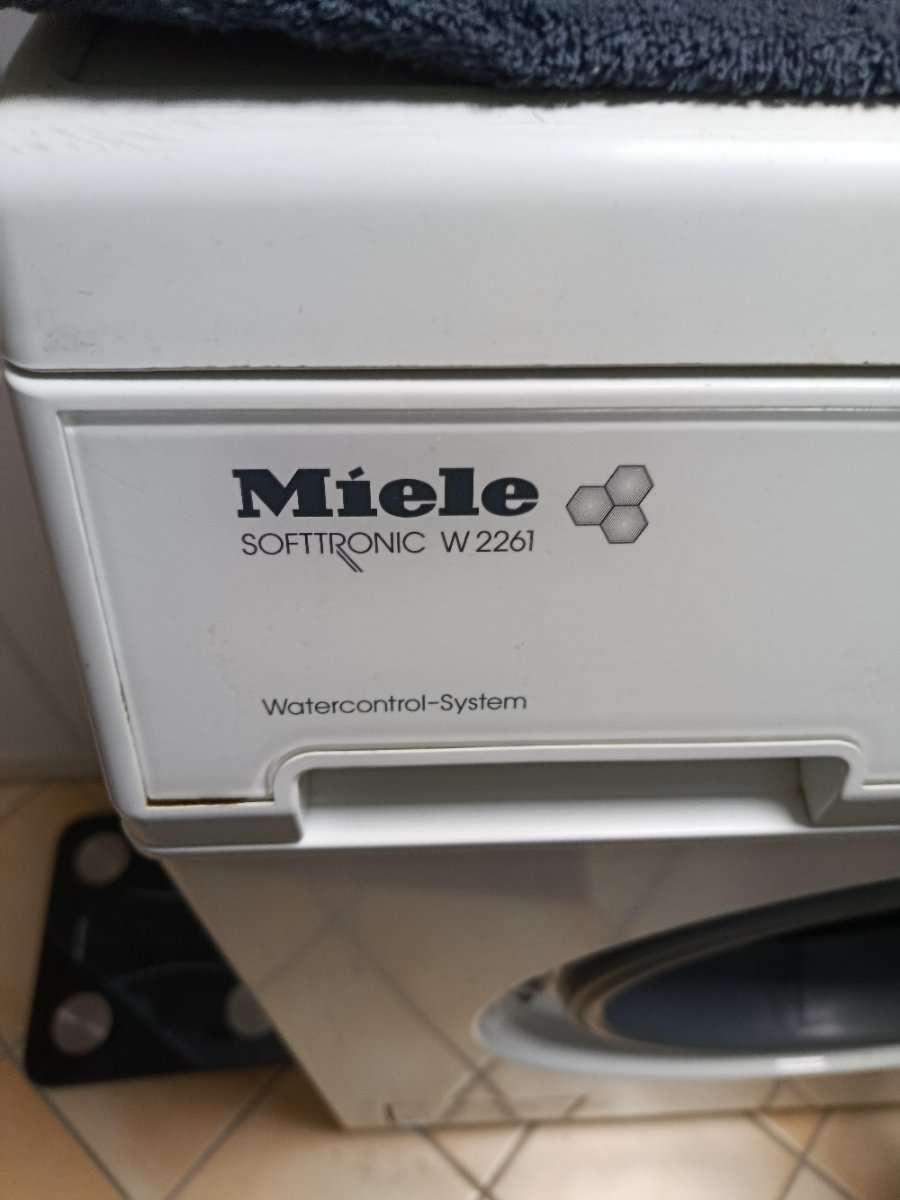 Miele
SOFTTRONIC W 2261
Watercontrol-System